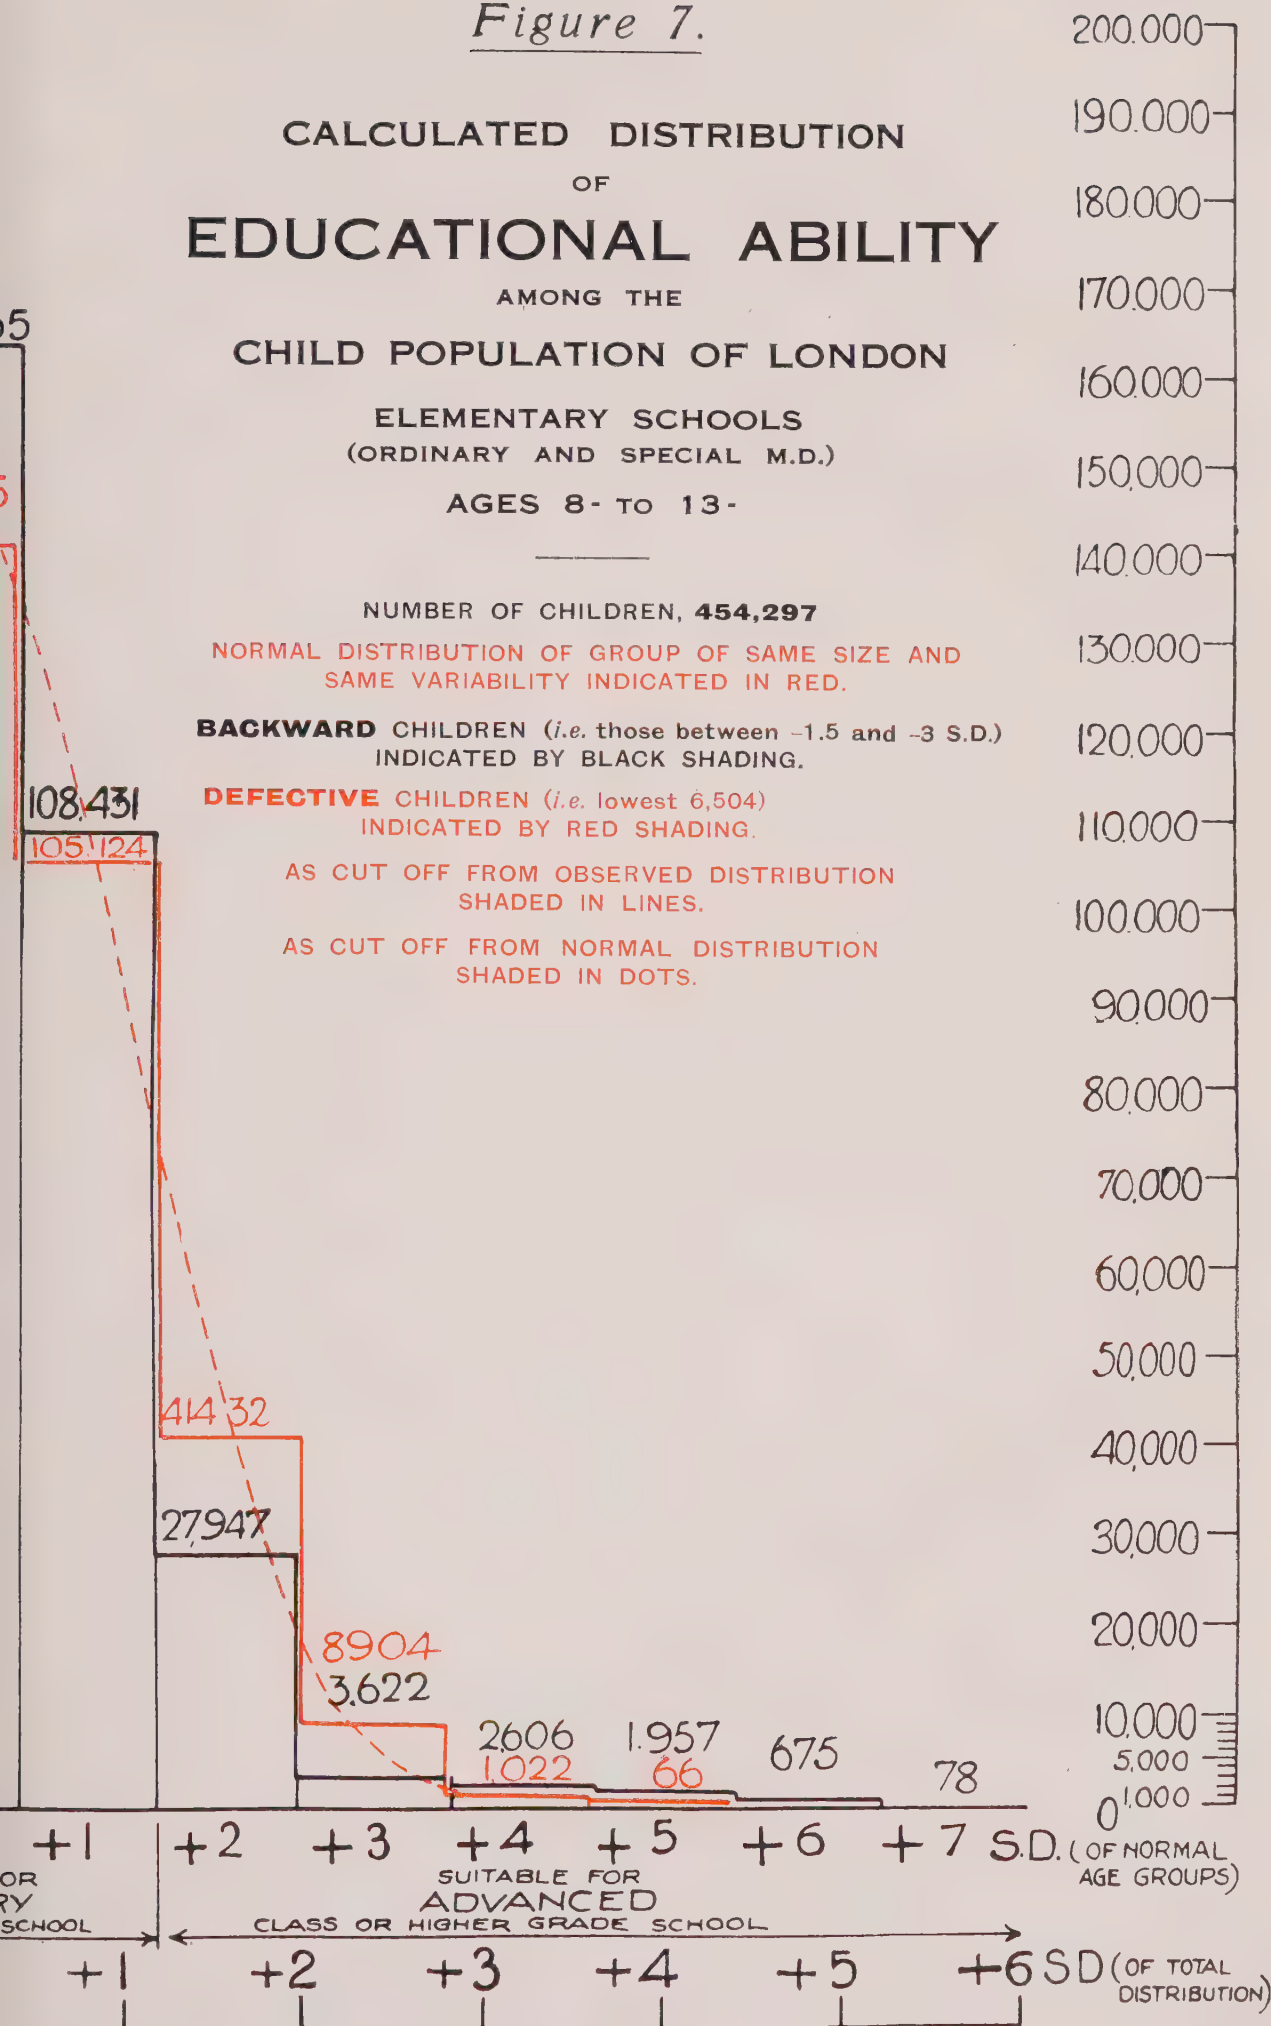 Figure 7.
CALCULATED DISTRIBUTION
OF
EDUCATIONAL ABILITY
AMONG THE
CHILD POPULATION OF LONDON
ELEMENTARY SCHOOLS
(ORDINARY AND SPECIAL M.D.)
AGES 8- TO 13-
NUMBER OF CHILDREN, 454,297
NORMAL DISTRIBUTION OF GROUP OF SAME SIZE AND
SAME VARIABILITY INDICATED IN RED.
BACKWARD CHILDREN (i.e. those between -1.5 and -3 S.D.)
INDICATED BY BLACK SHADING.
DEFECTIVE CHILDREN (i.e. lowest 6,504)
INDICATED BY RED SHADING.
AS CUT OFF FROM OBSERVED DISTRIBUTION
SHADED IN LINES.
AS CUT OFF FROM NORMAL DISTRIBUTION
SHADED IN DOTS.
200.000
190.000
180.000
170.000
160.000
150,000
140.000
130.000
120,000
110,000
100.000
90,000
80,000
70,000
60,000
50,000
40,000
30,000
20,000
10,000
5,000
1,000
0
5
5
108,431
105,124
41432
27,947
8904
3,622
2,606
1,022
1.957
66
675
78
+1 +2 +3 +4 +5 +6 +7 S.D. (OF NORMAL
AGE GROUPS)
OR
RY
SCHOOL
SUITABLE FOR
ADVANCED
CLASS OR HIGHER GRADE SCHOOL
+1 +2 +3 +4 +5 +6 SD (OF TOTAL
DISTRIBUTION)